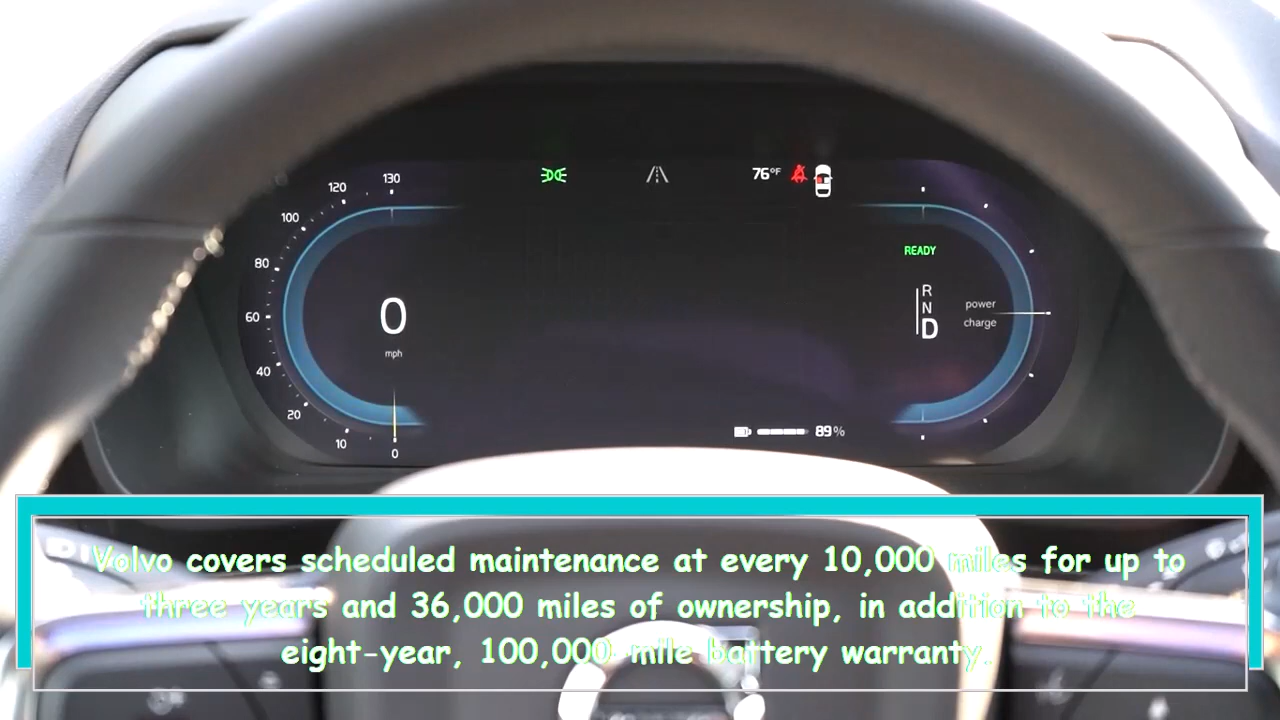 130
120
100
80
60
40
20
10
0
0
mph
76°F
READY
R
N
D
power
charge
89%
Volvo covers scheduled maintenance at every 10,000 miles for up to
three years and 36,000 miles of ownership, in addition to the
eight-year, 100,000-mile battery warranty.